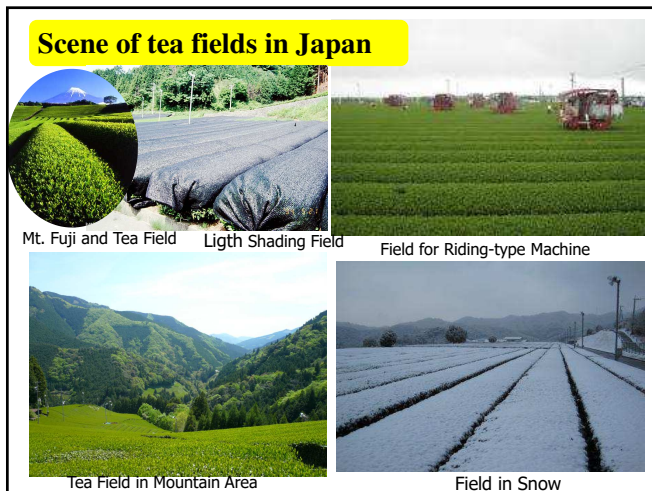 Scene of tea fields in Japan
Mt. Fuji and Tea Field
Ligth Shading Field
Field for Riding-type Machine
Tea Field in Mountain Area
Field in Snow